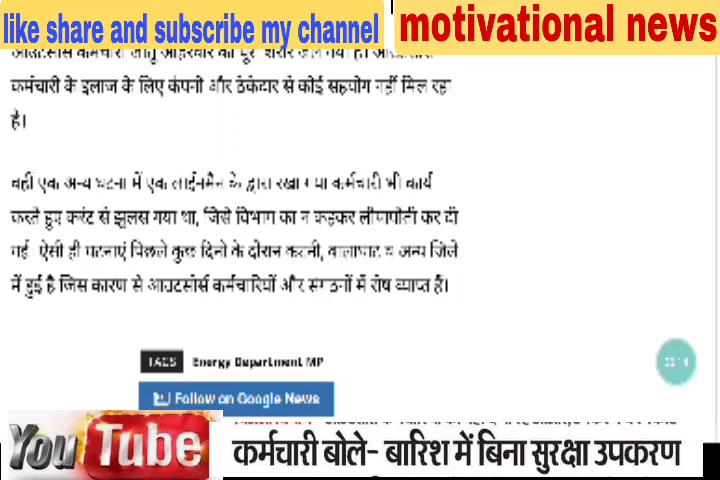 like share and subscribe my channel
motivational news
कर्मचारी के इलाज के लिए कंपनी और ठेकेदार से कोई सहयोग नहीं मिल रहा
है।
वहीं एक अन्य घटना में एक लाईनमैन के द्वारा रखा गया कर्मचारी भी कार्य
करते हुए करंट से झुलस गया था, जिसे विभाग का न कहकर लीपापोती कर दी
गई. ऐसी ही घटनाएं पिछले कुछ दिनों के दौरान कटनी, बालाघाट व अन्य जिले
में हुई है जिस कारण से आउटसोर्स कर्मचारियों और संगठनों में रोष व्याप्त है।
TAGS Energy Department MP
Follow on Google News
YouTube
कर्मचारी बोले- बारिश में बिना सुरक्षा उपकरण